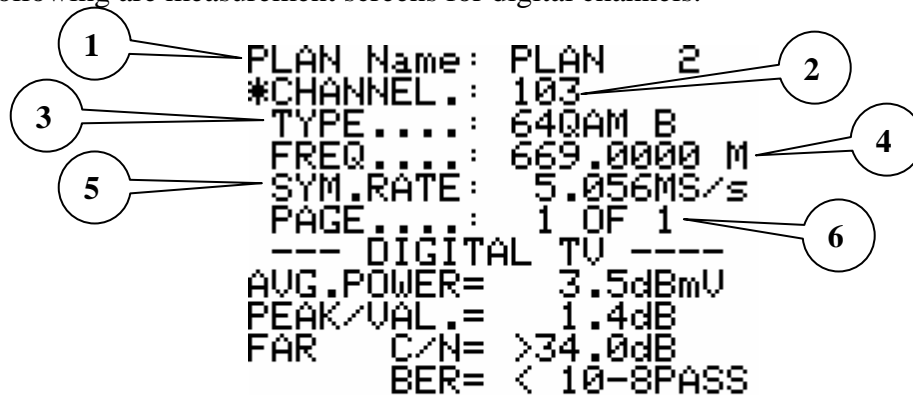 following are measurement screens for digital channels.
1
PLAN Name: PLAN 2
2
*CHANNEL.: 103
3
TYPE....: 64QAM B
FREQ....: 669.0000 M
4
5
SYM.RATE: 5.056MS/s
PAGE....: 1 OF 1
6
--- DIGITAL TV ----
AVG.POWER= 3.5dBmV
PEAK/VAL.= 1.4dB
FAR C/N= >34.0dB
BER= < 10-8PASS